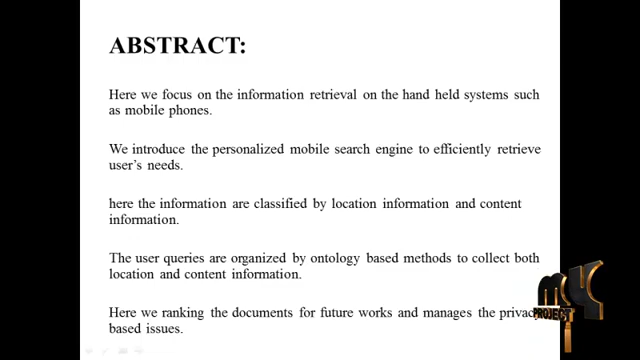 ABSTRACT:
Here we focus on the information retrieval on the hand held systems such
as mobile phones.
We introduce the personalized mobile search engine to efficiently retrieve
user's needs.
here the information are classified by location information and content
information.
The user queries are organized by ontology based methods to collect both
location and content information.
Here we ranking the documents for future works and manages the privacy
based issues.
PROJECT